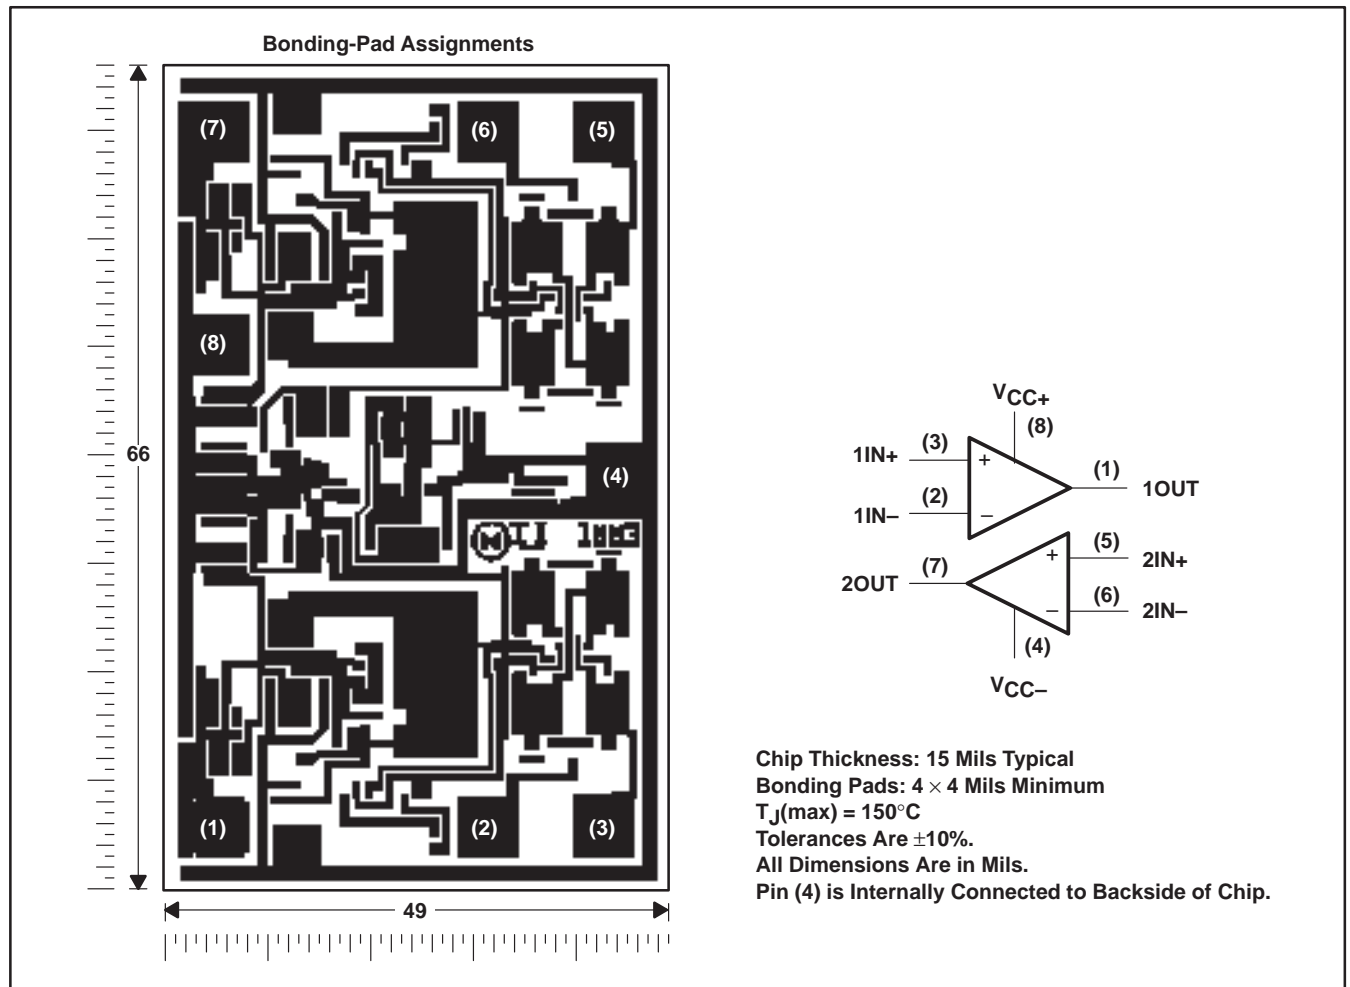 Bonding-Pad Assignments
(7)
(6)
(5)
(8)
66
(4)
(1)
(2)
(3)
49
VCC+
(8)
1IN+
(3)
+
(1)
1OUT
1IN–
(2)
–
(5)
2IN+
+
2OUT
(7)
(6)
2IN–
–
(4)
VCC–
Chip Thickness: 15 Mils Typical
Bonding Pads: 4 × 4 Mils Minimum
TJ(max) = 150°C
Tolerances Are ±10%.
All Dimensions Are in Mils.
Pin (4) is Internally Connected to Backside of Chip.